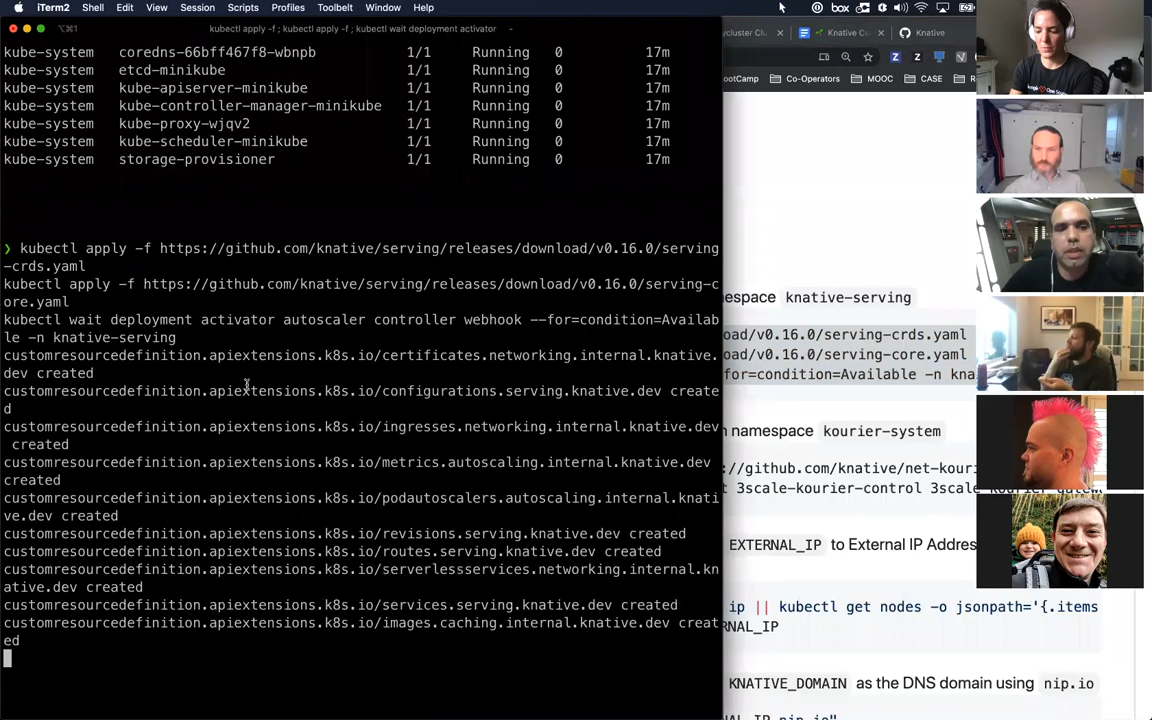 iTerm2 Shell Edit View Session Scripts Profiles Toolbelt Window Help box
⌥⌘1 kubectl apply -f ; kubectl apply -f ; kubectl wait deployment activator
kube-system coredns-66bff467f8-wbnpb 1/1 Running 0 17m
kube-system etcd-minikube 1/1 Running 0 17m
kube-system kube-apiserver-minikube 1/1 Running 0 17m
kube-system kube-controller-manager-minikube 1/1 Running 0 17m
kube-system kube-proxy-wjqv2 1/1 Running 0 17m
kube-system kube-scheduler-minikube 1/1 Running 0 17m
kube-system storage-provisioner 1/1 Running 0 17m
❯ kubectl apply -f https://github.com/knative/serving/releases/download/v0.16.0/serving
-crds.yaml
kubectl apply -f https://github.com/knative/serving/releases/download/v0.16.0/serving-c
ore.yaml
kubectl wait deployment activator autoscaler controller webhook --for=condition=Availab
le -n knative-serving
customresourcedefinition.apiextensions.k8s.io/certificates.networking.internal.knative.
dev created
customresourcedefinition.apiextensions.k8s.io/configurations.serving.knative.dev create
d
customresourcedefinition.apiextensions.k8s.io/ingresses.networking.internal.knative.dev
created
customresourcedefinition.apiextensions.k8s.io/metrics.autoscaling.internal.knative.dev
created
customresourcedefinition.apiextensions.k8s.io/podautoscalers.autoscaling.internal.knati
ve.dev created
customresourcedefinition.apiextensions.k8s.io/revisions.serving.knative.dev created
customresourcedefinition.apiextensions.k8s.io/routes.serving.knative.dev created
customresourcedefinition.apiextensions.k8s.io/serverlessservices.networking.internal.kn
ative.dev created
customresourcedefinition.apiextensions.k8s.io/services.serving.knative.dev created
customresourcedefinition.apiextensions.k8s.io/images.caching.internal.knative.dev creat
ed
ycluster Clu Knative Cu Knative
ootCamp Co-Operators MOOC CASE
espace knative-serving
oad/v0.16.0/serving-crds.yaml
oad/v0.16.0/serving-core.yaml
for=condition=Available -n kna
n namespace kourier-system
://github.com/knative/net-kouri
t 3scale-kourier-control 3scale
EXTERNAL_IP to External IP Addres
ip || kubectl get nodes -o jsonpath='{.items
RNAL_IP
KNATIVE_DOMAIN as the DNS domain using nip.io
_IP.nip.io"